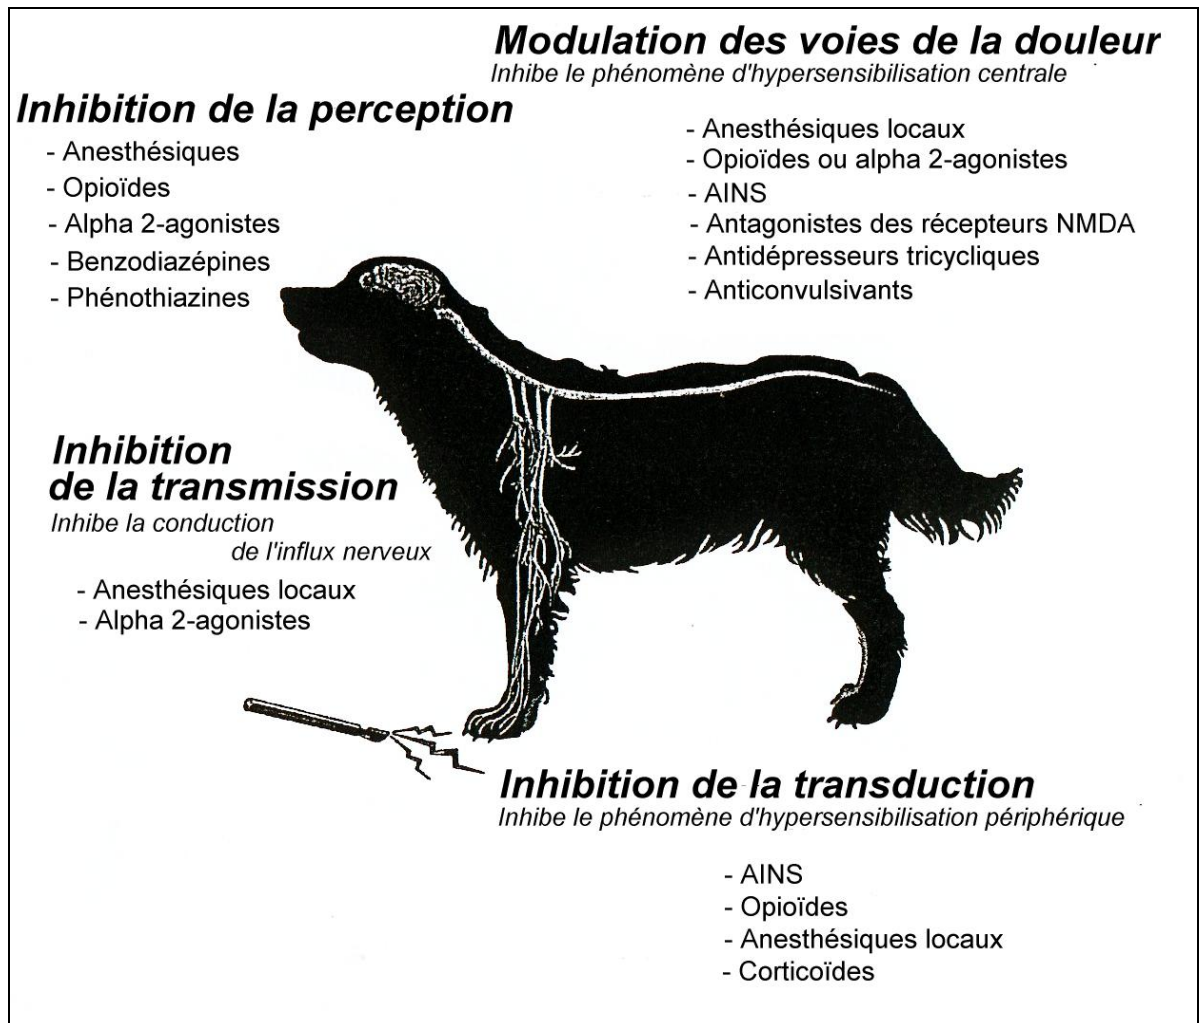 Modulation des voies de la douleur
Inhibe le phénomène d'hypersensibilisation centrale
- Anesthésiques locaux
- Opioïdes ou alpha 2-agonistes
- AINS
- Antagonistes des récepteurs NMDA
- Antidépresseurs tricycliques
- Anticonvulsivants
Inhibition de la perception
- Anesthésiques
- Opioïdes
- Alpha 2-agonistes
- Benzodiazépines
- Phénothiazines
Inhibition
de la transmission
Inhibe la conduction
de l'influx nerveux
- Anesthésiques locaux
- Alpha 2-agonistes
Inhibition de la transduction
Inhibe le phénomène d'hypersensibilisation périphérique
- AINS
- Opioïdes
- Anesthésiques locaux
- Corticoïdes